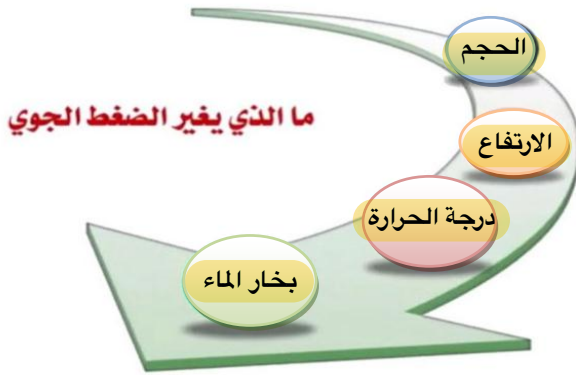 ما الذي يغير الضغط الجوي
الحجم
الارتفاع
درجة الحرارة
بخار الماء